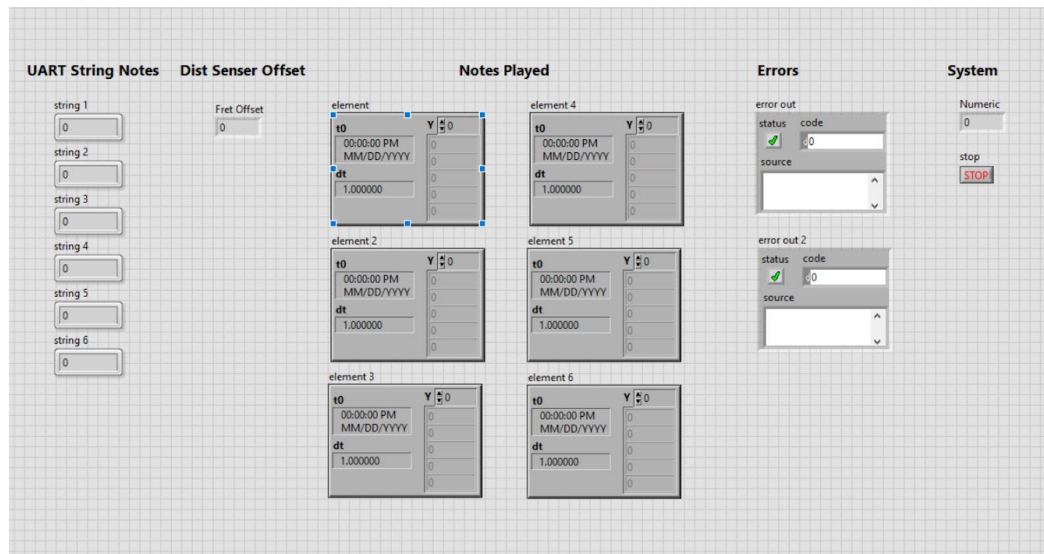 UART String Notes
string 1
0
string 2
0
string 3
0
string 4
0
string 5
0
string 6
0
Dist Senser Offset
Fret Offset
0
Notes Played
element
t0
00:00:00 PM
MM/DD/YYYY
dt
1.000000
Y 0
0
0
0
0
0
element 2
t0
00:00:00 PM
MM/DD/YYYY
dt
1.000000
Y 0
0
0
0
0
0
element 3
t0
00:00:00 PM
MM/DD/YYYY
dt
1.000000
Y 0
0
0
0
0
0
element 4
t0
00:00:00 PM
MM/DD/YYYY
dt
1.000000
Y 0
0
0
0
0
0
element 5
t0
00:00:00 PM
MM/DD/YYYY
dt
1.000000
Y 0
0
0
0
0
0
element 6
t0
00:00:00 PM
MM/DD/YYYY
dt
1.000000
Y 0
0
0
0
0
0
Errors
error out
status code
0
source
error out 2
status code
0
source
System
Numeric
0
stop
STOP